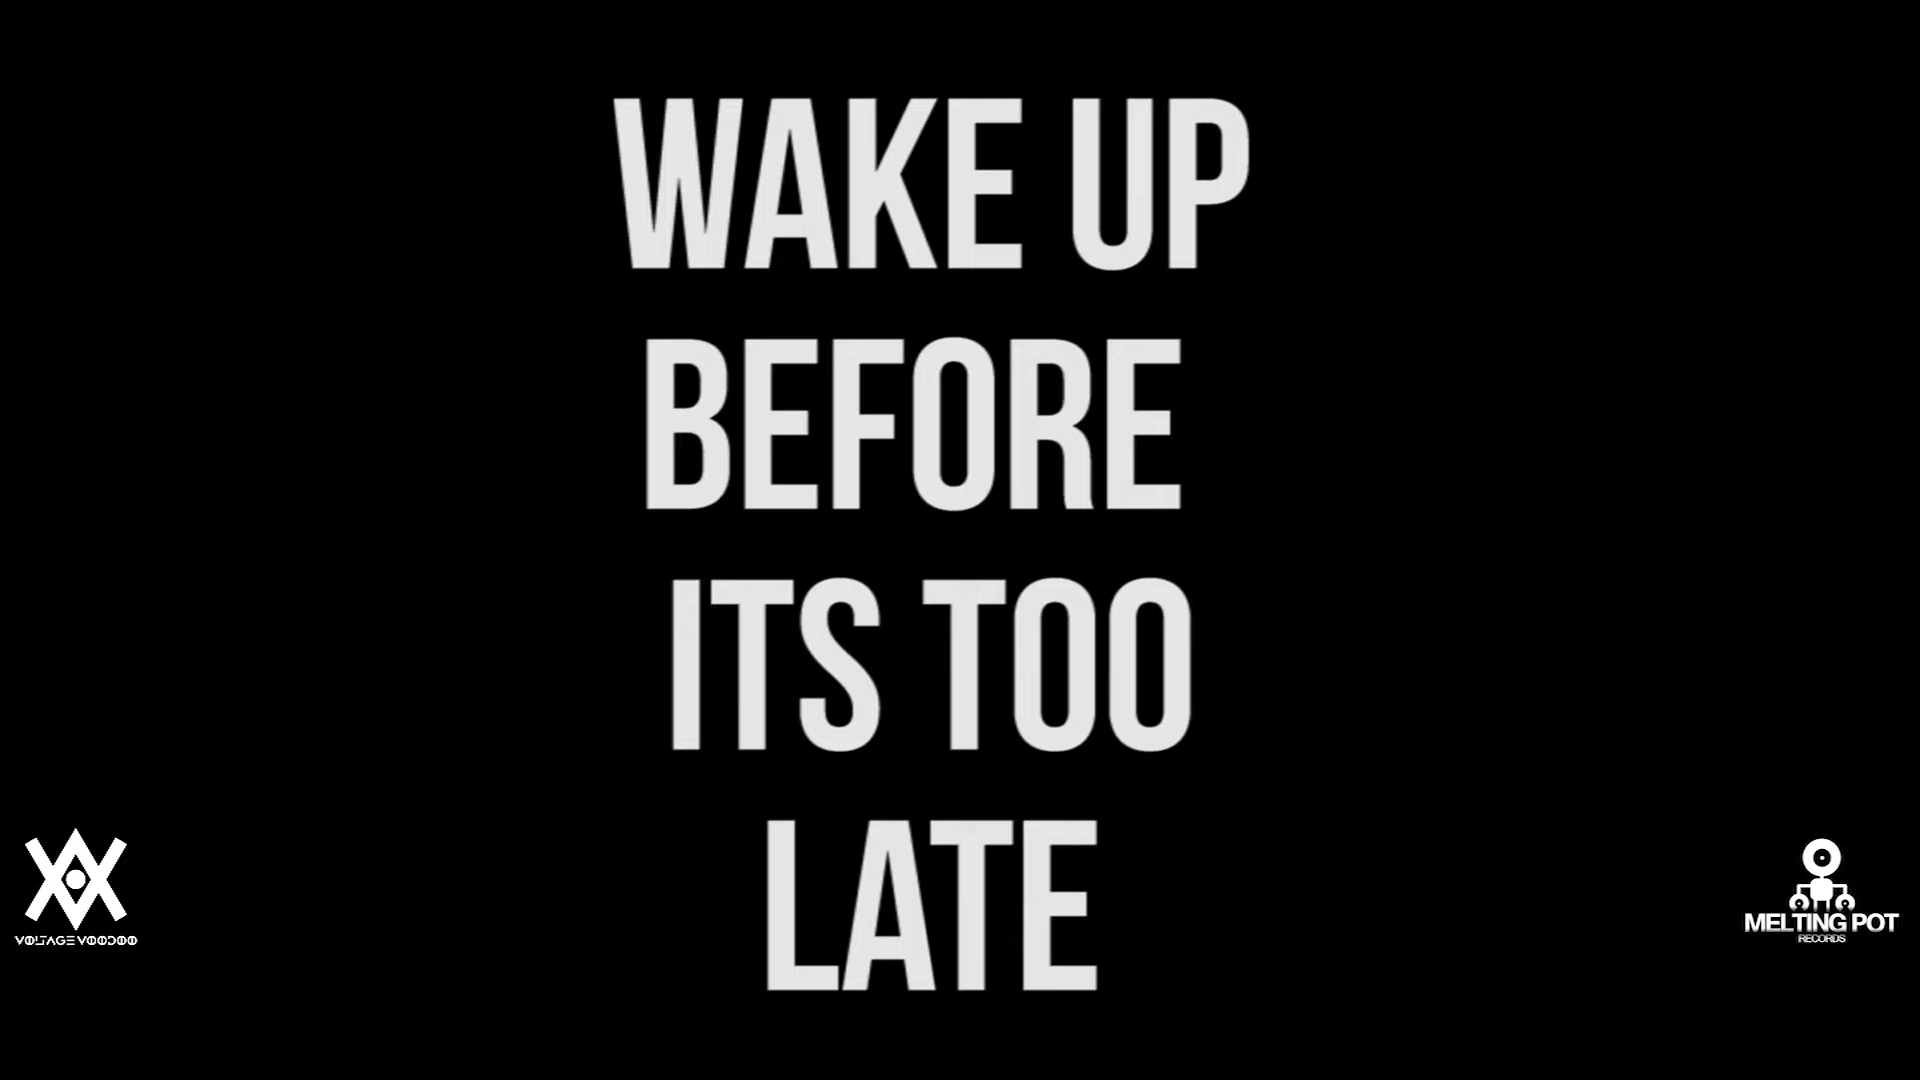 WAKE UP
BEFORE
ITS TOO
LATE
VOLTAGE VOODOO
MELTING POT
RECORDS